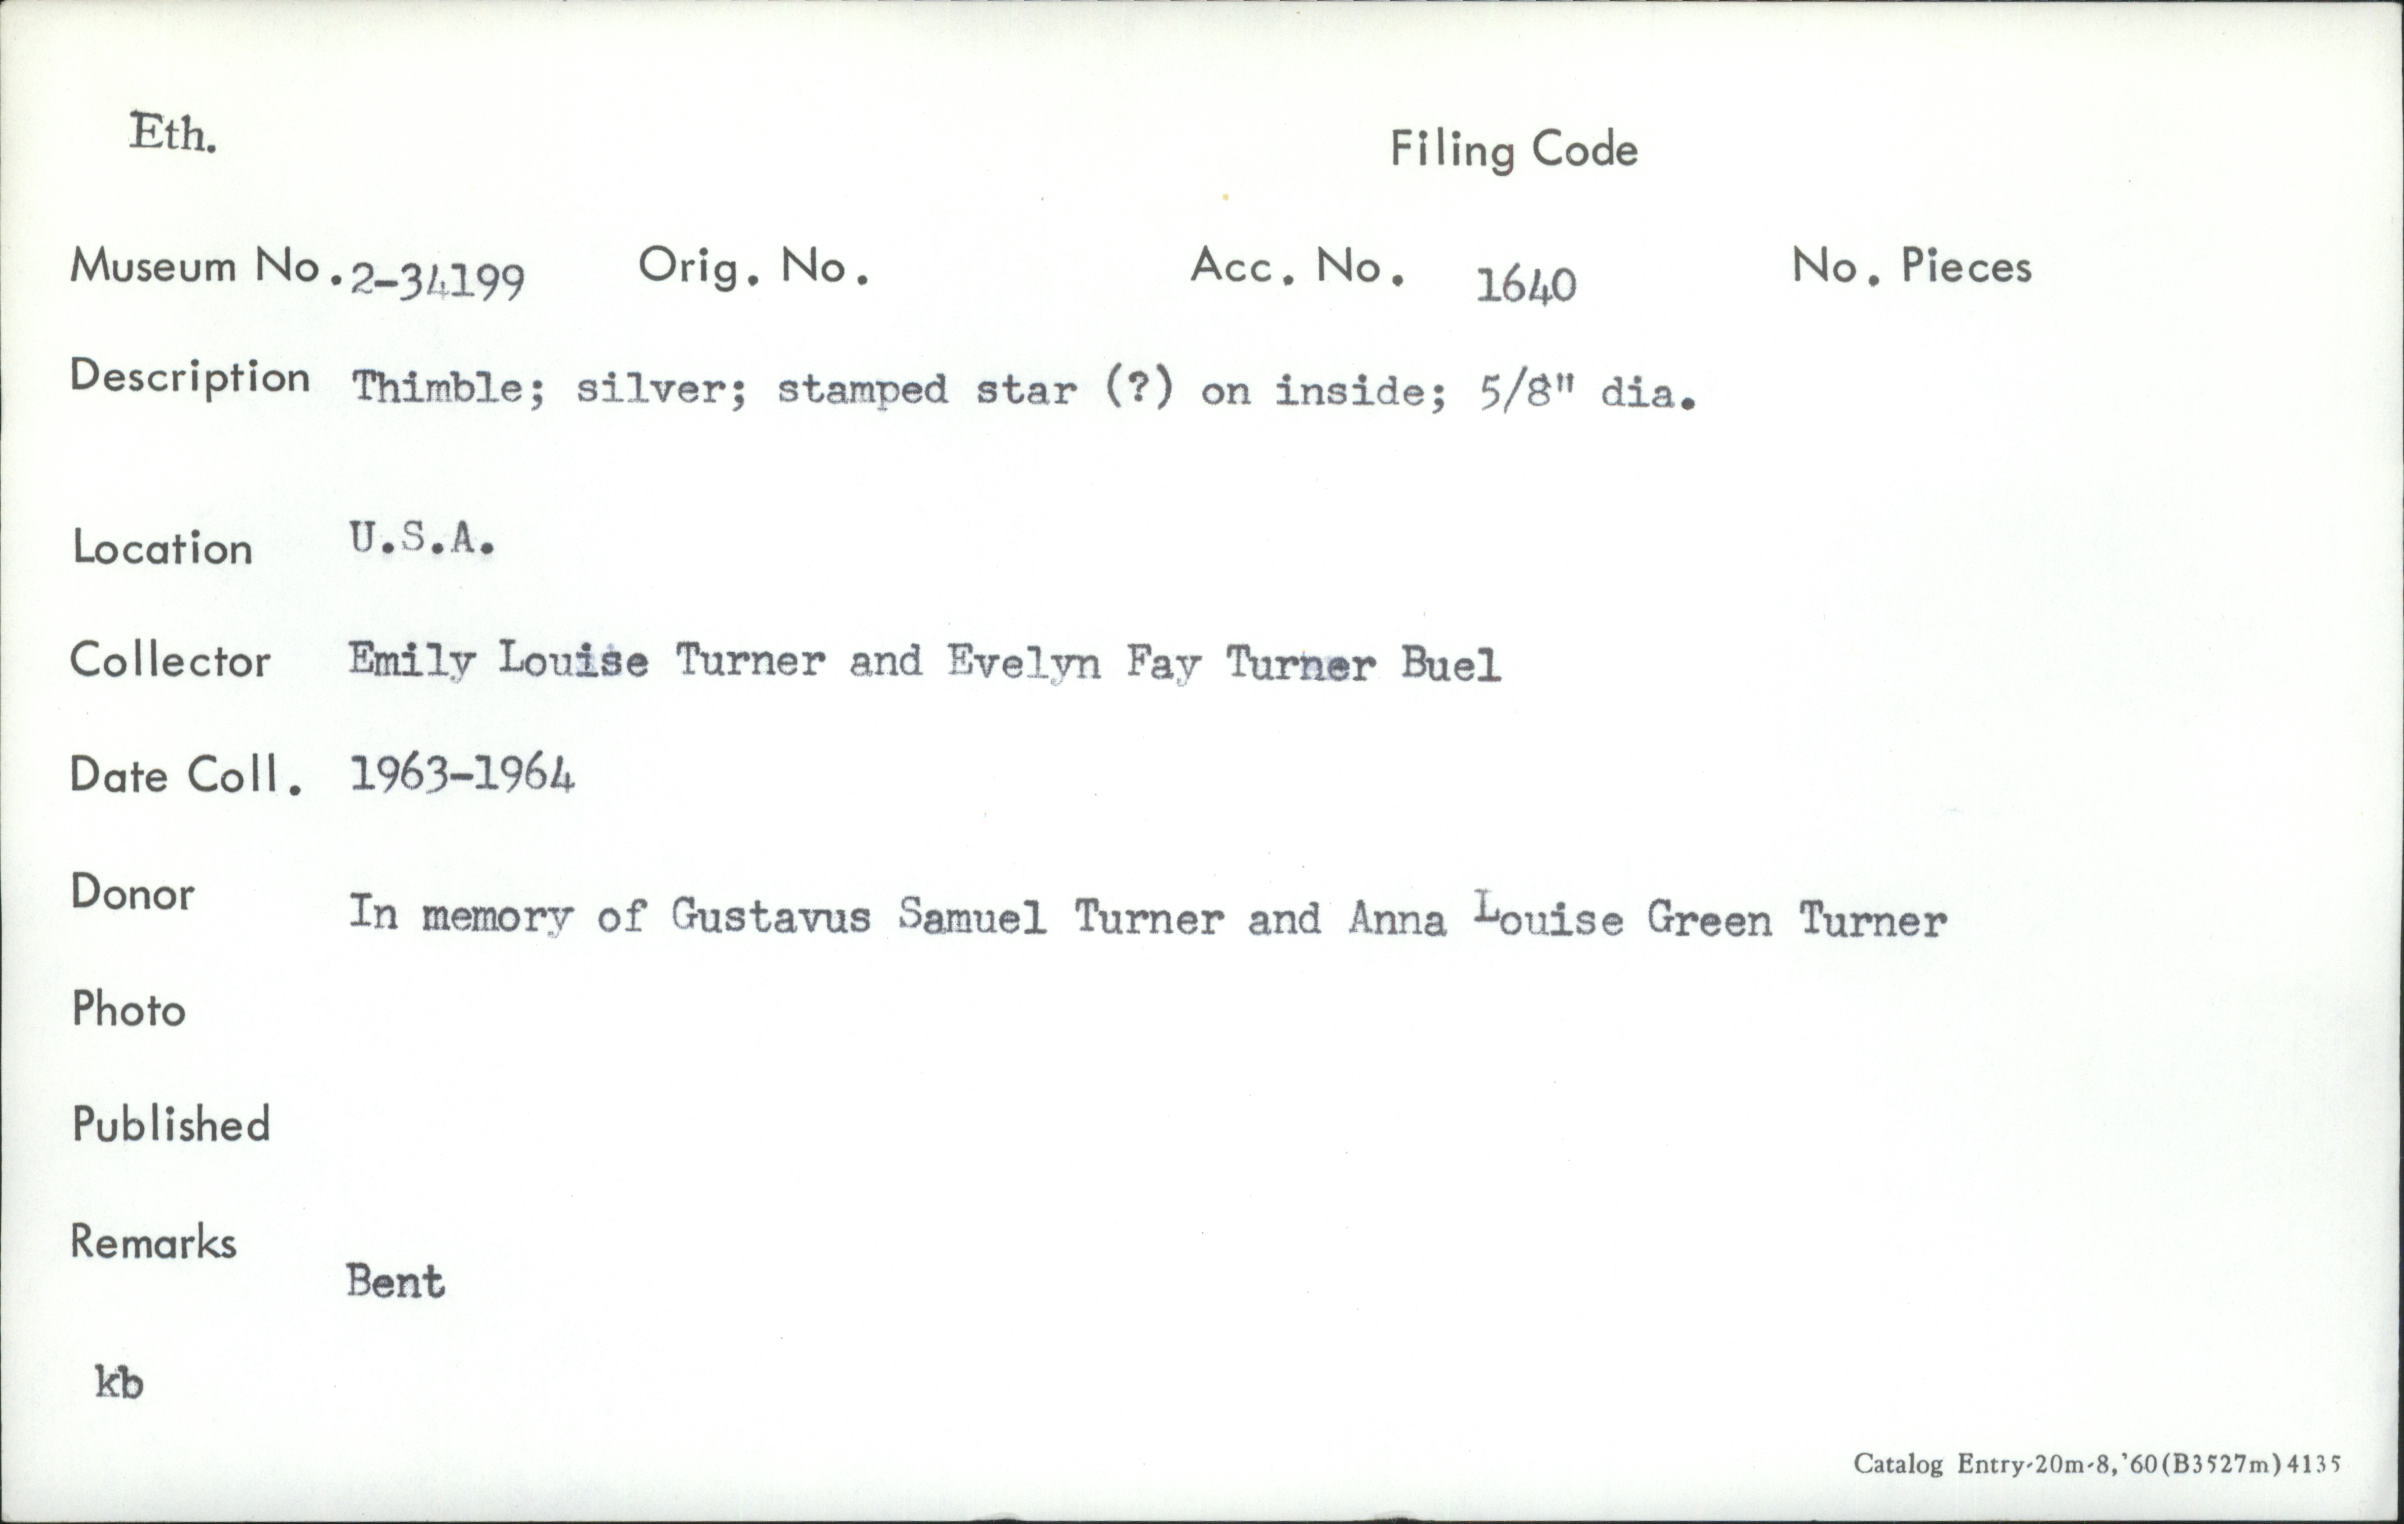 Eth.
Filing Code
Museum No. 2-34199 Orig. No. Acc. No. 1640 No. Pieces
Description Thimble; silver; stamped star (?) on inside; 5/8" dia.
Location U.S.A.
Collector Emily Louise Turner and Evelyn Fay Turner Buel
Date Coll. 1963-1964
Donor In memory of Gustavus Samuel Turner and Anna Louise Green Turner
Photo
Published
Remarks
Bent
kb
Catalog Entry-20m-8,'60(B3527m)4135